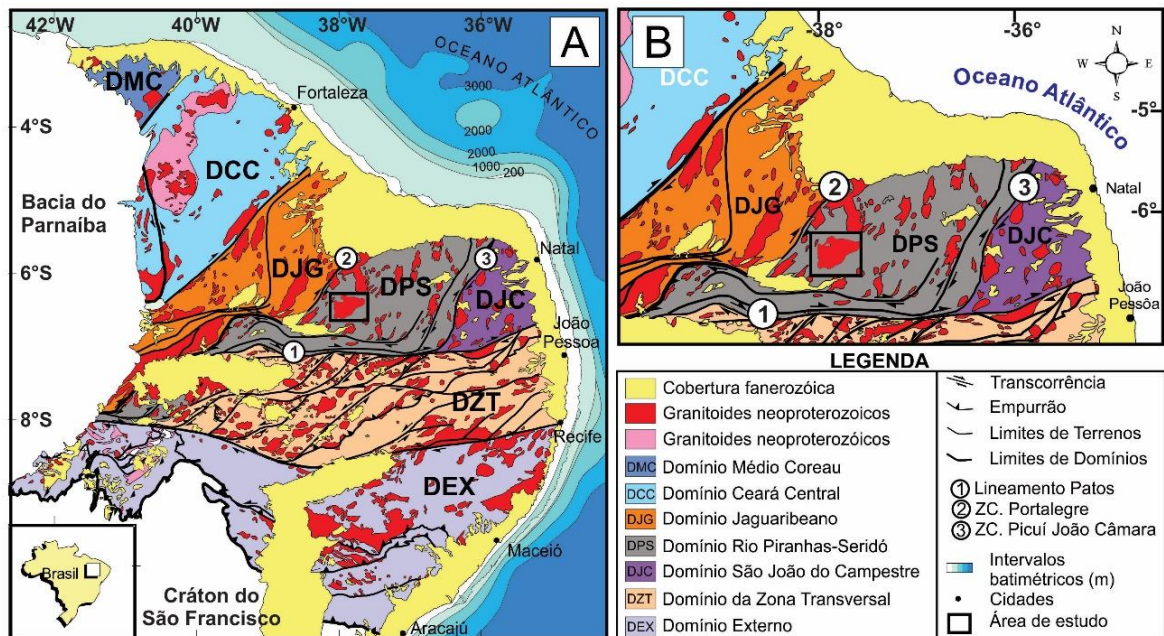 42°W
40°W
38°W
36°W
A
OCEANO ATLÂNTICO
3000
2000
2000
1000
200
DMC
Fortaleza
4°S
DCC
Bacia do
Parnaíba
DJG
2
DPS
3
Natal
6°S
DJC
João
Pessoa
1
8°S
DZT
Recife
DEX
Maceió
Brasil
Cráton do
São Francisco
Aracajú
B
-38°
-36°
N
W
E
S
DCC
Oceano Atlântico
-5°
2
3
Natal
DJG
-6°
DPS
DJC
João
Pessôa
1
LEGENDA
Cobertura fanerozóica
Granitoides neoproterozoicos
Granitoides neoproterozóicos
DMC Domínio Médio Coreau
DCC Domínio Ceará Central
DJG Domínio Jaguaribeano
DPS Domínio Rio Piranhas-Seridó
DJC Domínio São João do Campestre
DZT Domínio da Zona Transversal
DEX Domínio Externo
Transcorrência
Empurrão
Limites de Terrenos
Limites de Domínios
1 Lineamento Patos
2 ZC. Portalegre
3 ZC. Picuí João Câmara
Intervalos
batimétricos (m)
Cidades
Área de estudo